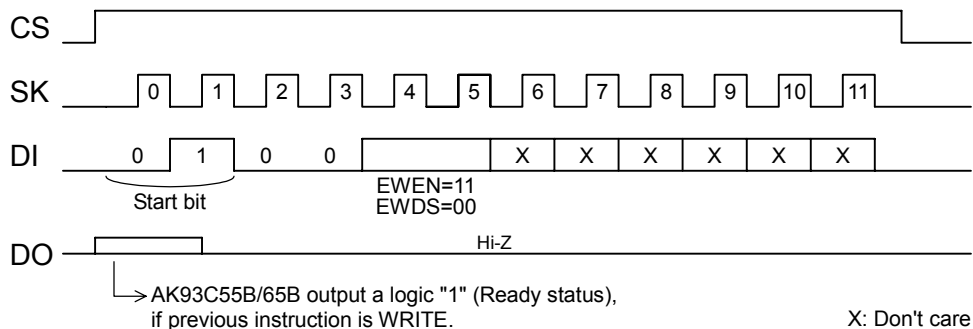 CS
SK 0 1 2 3 4 5 6 7 8 9 10 11
DI 0 1 0 0 X X X X X X
Start bit
EWEN=11
EWDS=00
DO Hi-Z
AK93C55B/65B output a logic "1" (Ready status),
if previous instruction is WRITE.
X: Don't care